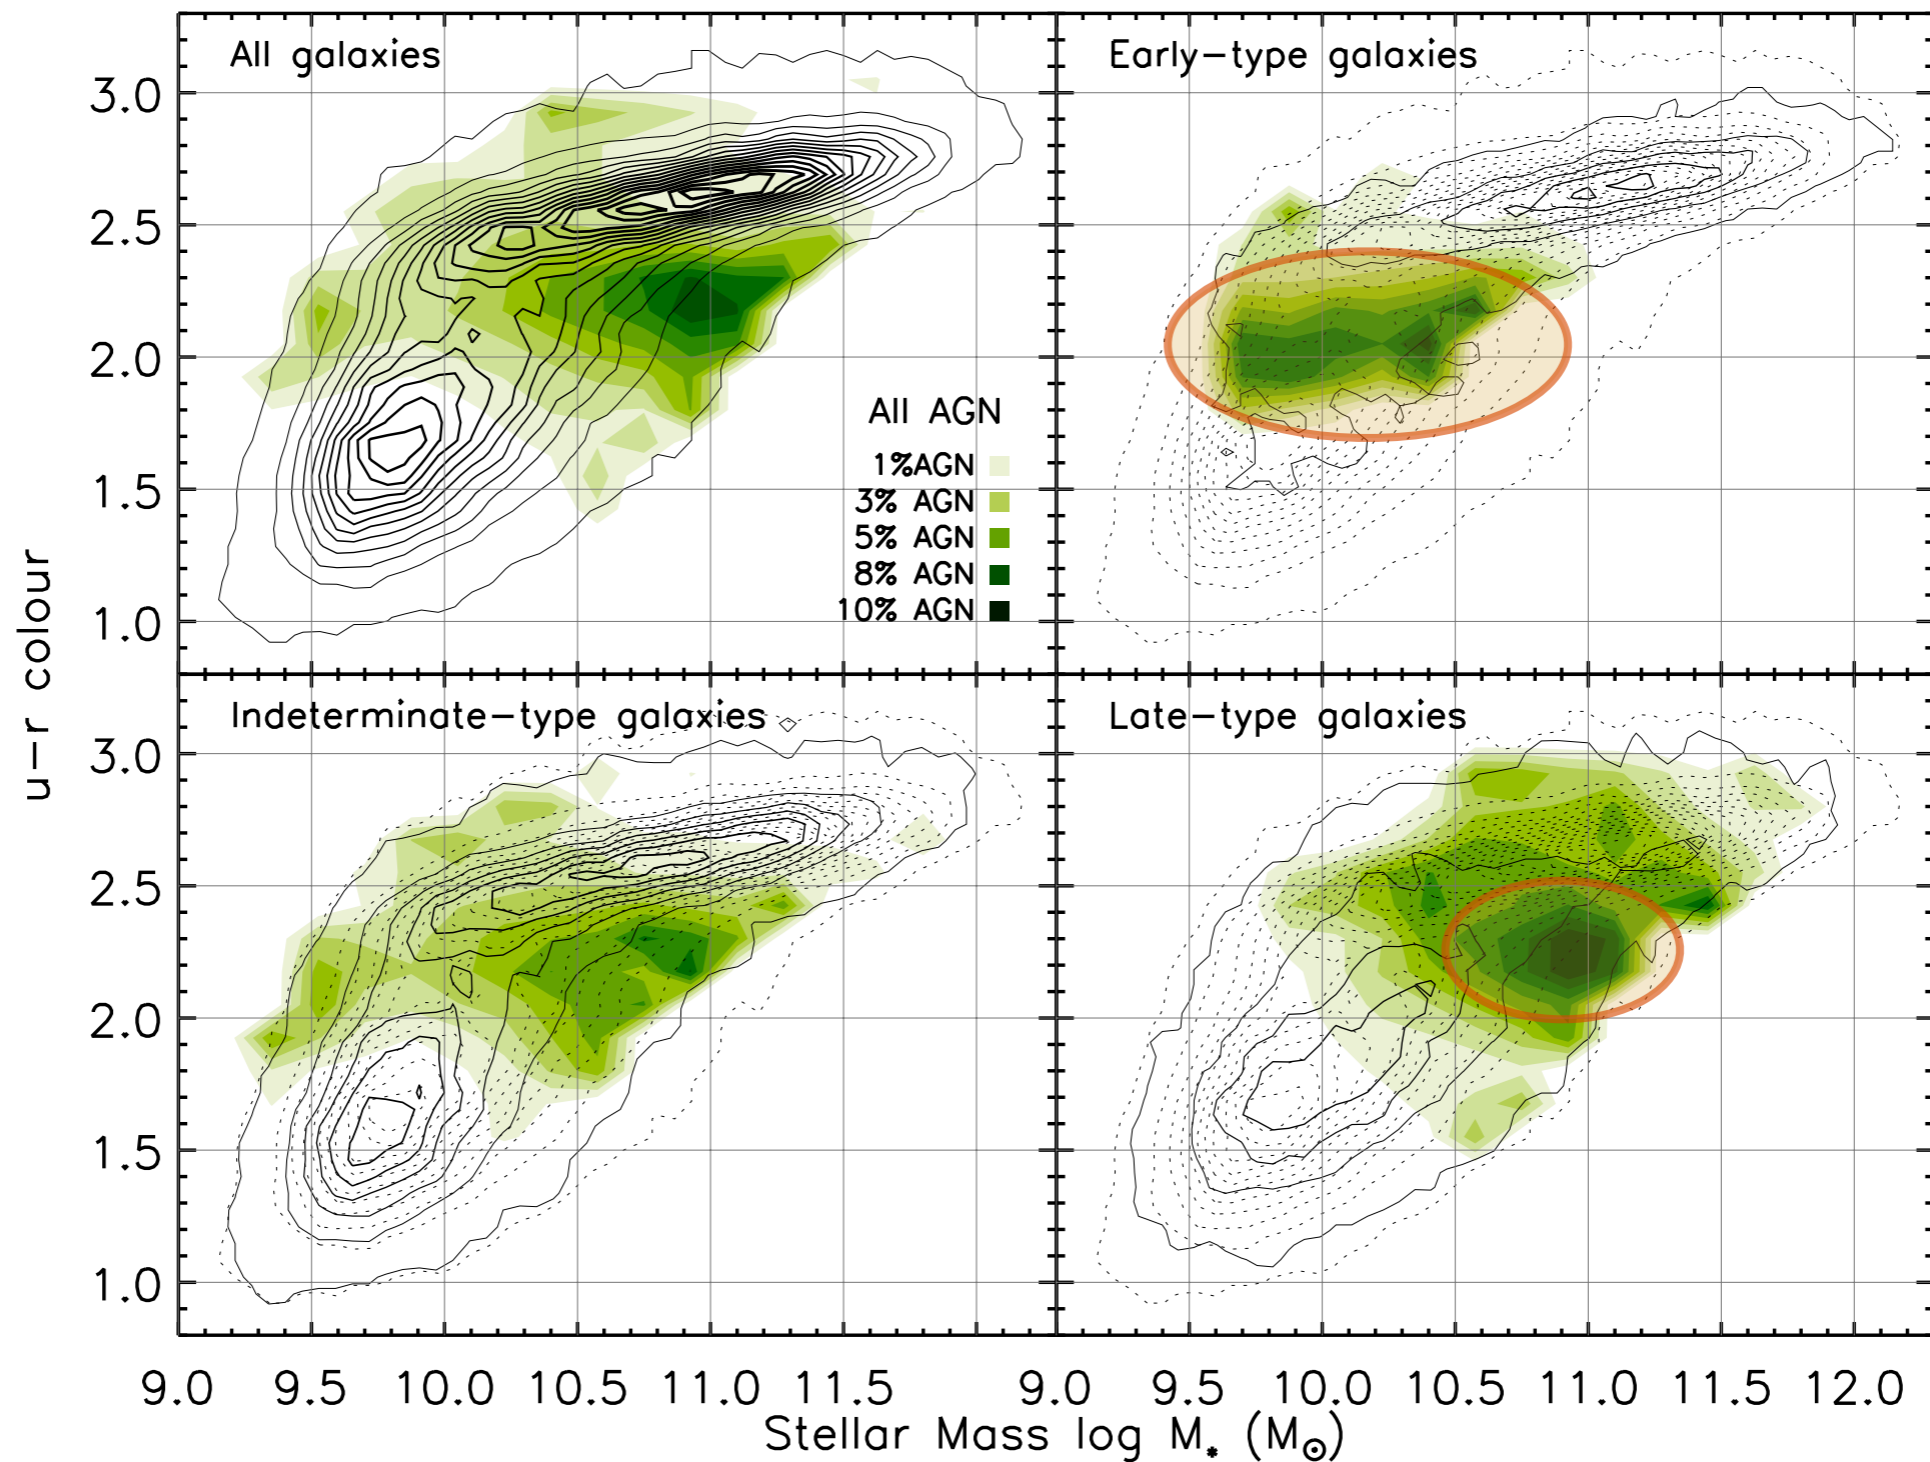 All galaxies
Early-type galaxies
3.0
2.5
2.0
1.5
1.0
All AGN
1%AGN
3% AGN
5% AGN
8% AGN
10% AGN
u-r colour
Indeterminate-type galaxies
Late-type galaxies
3.0
2.5
2.0
1.5
1.0
9.0 9.5 10.0 10.5 11.0 11.5 9.0 9.5 10.0 10.5 11.0 11.5 12.0
Stellar Mass log M* (M☉)